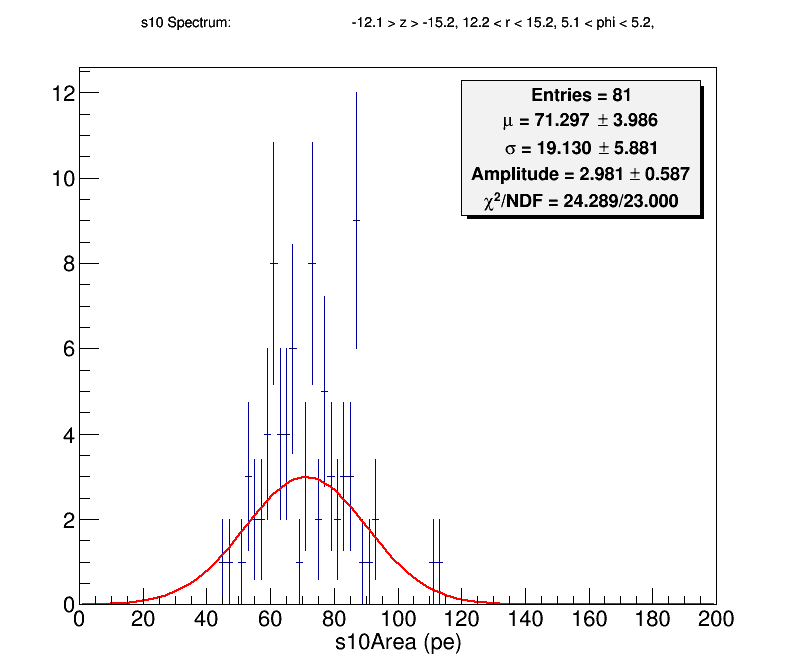 s10 Spectrum: -12.1 > z > -15.2, 12.2 < r < 15.2, 5.1 < phi < 5.2,
Entries = 81
μ = 71.297 ± 3.986
σ = 19.130 ± 5.881
Amplitude = 2.981 ± 0.587
χ²/NDF = 24.289/23.000
12
10
8
6
4
2
0
0 20 40 60 80 100 120 140 160 180 200
s10Area (pe)